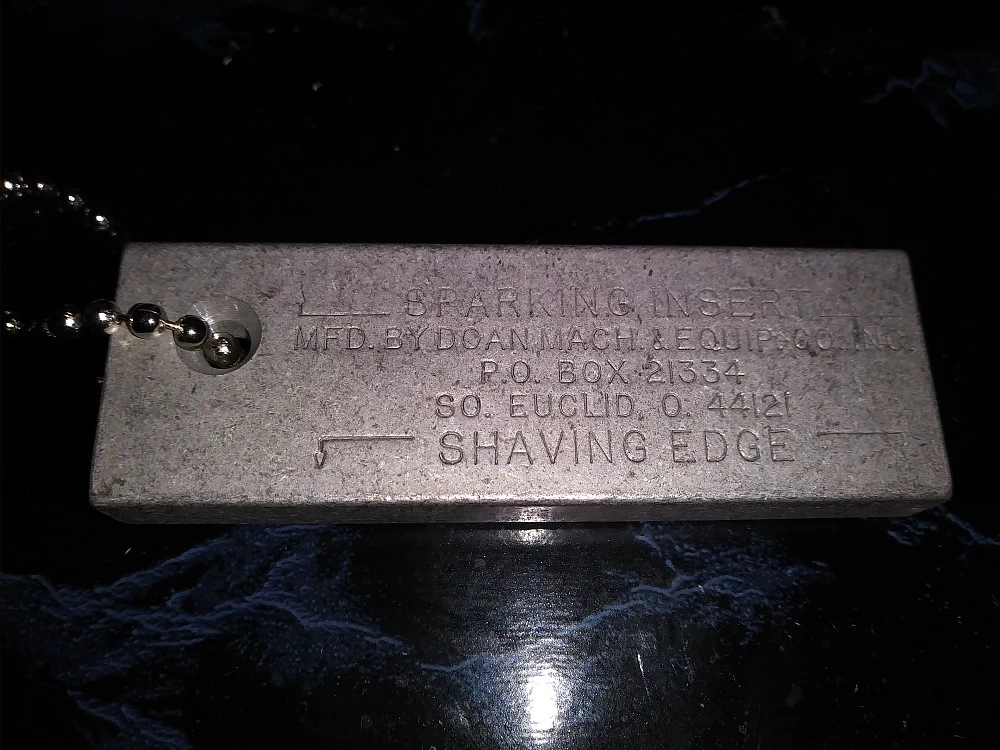 SPARKING INSERT
MFD. BY DOAN MACH. & EQUIP. CO. INC.
P.O. BOX 21334
SO. EUCLID, O. 44121
SHAVING EDGE